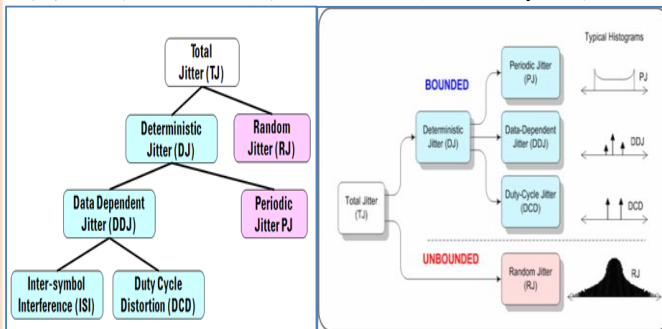 Total
Jitter (TJ)
Deterministic
Jitter (DJ)
Random
Jitter (RJ)
Data Dependent
Jitter (DDJ)
Periodic
Jitter PJ
Inter-symbol
Interference (ISI)
Duty Cycle
Distortion (DCD)
Typical Histograms
BOUNDED
Periodic Jitter
(PJ)
PJ
Deterministic
Jitter (DJ)
Data-Dependent
Jitter (DDJ)
DDJ
Total Jitter
(TJ)
Duty-Cycle Jitter
(DCD)
DCD
UNBOUNDED
Random Jitter
(RJ)
RJ